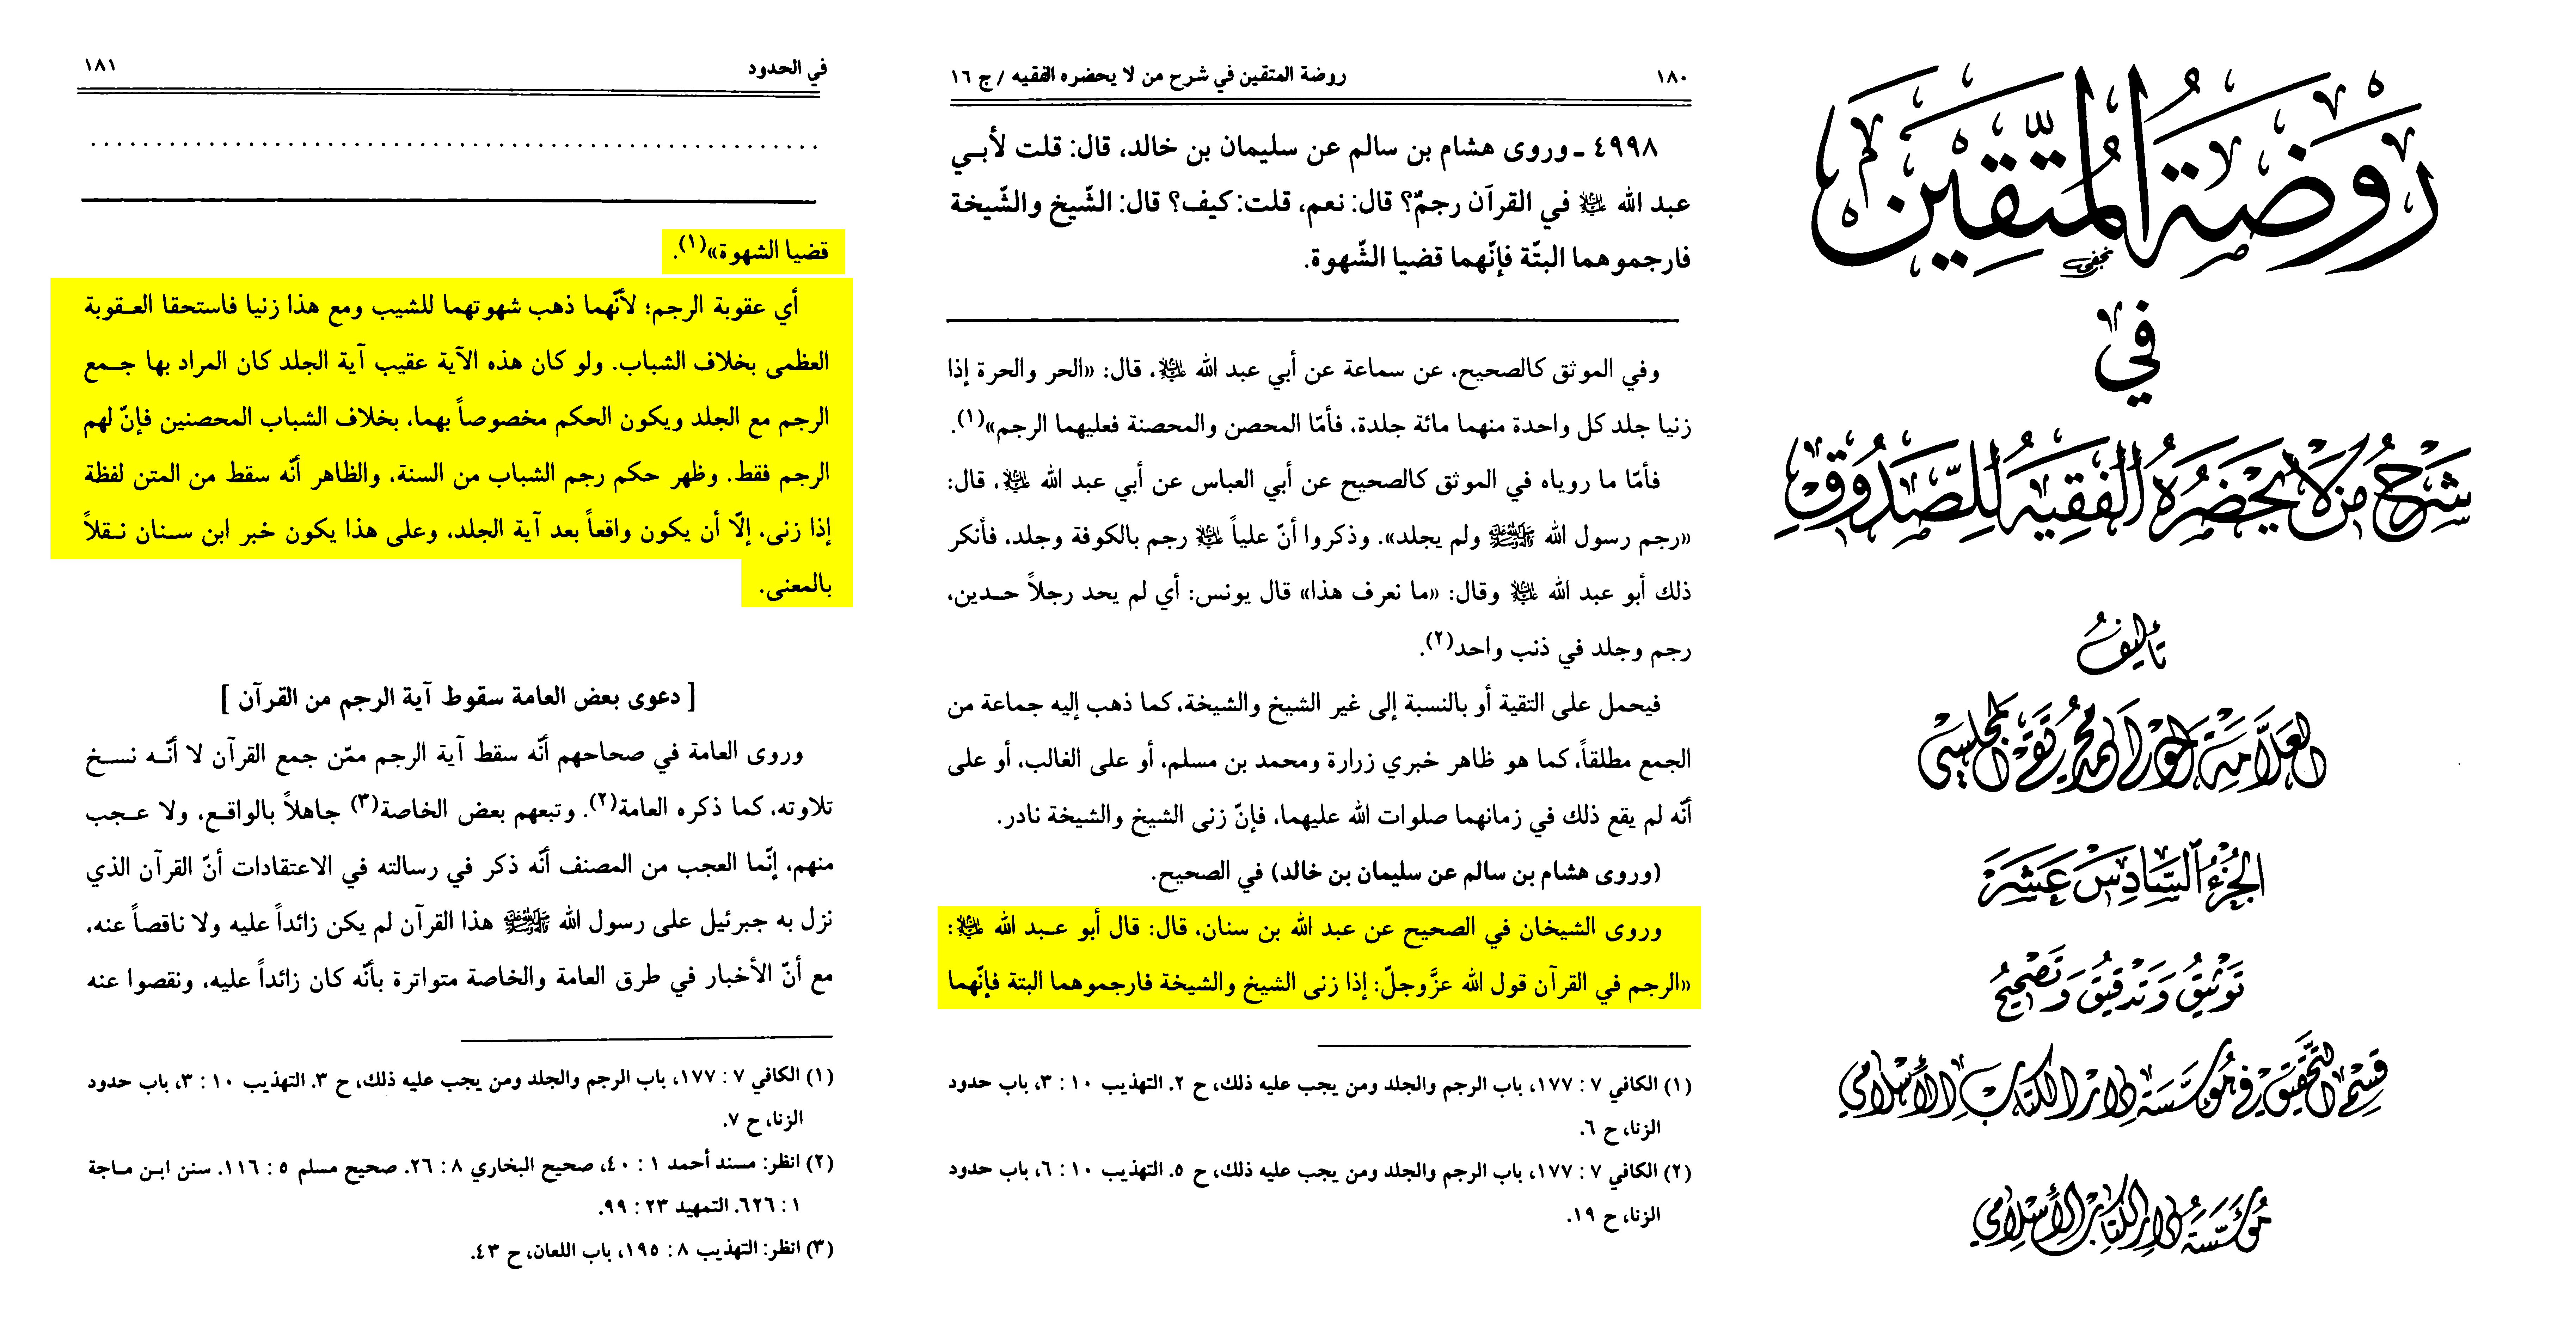 روضة المتقين
في
شرح من لا يحضره الفقيه للصدوق
تأليف
العلامة المولى محمد تقي المجلسي
الجزء السادس عشر
توثيق وتدقيق وتصحيح
قسم التحقيق في مؤسسة دار الكتاب الإسلامي
مؤسسة دار الكتاب الإسلامي
١٨٠ روضة المتقين في شرح من لا يحضره الفقيه / ج ١٦
٤٩٩٨ ـ وروى هشام بن سالم عن سليمان بن خالد، قال: قلت لأبي
عبد الله عليه السلام في القرآن رجمٌ؟ قال: نعم، قلت: كيف؟ قال: الشّيخ والشّيخة
فارجموهما البتّة فإنّهما قضيا الشّهوة.
وفي الموثق كالصحيح، عن سماعة عن أبي عبد الله عليه السلام، قال: «الحر والحرة إذا
زنيا جلد كل واحدة منهما مائة جلدة، فأمّا المحصن والمحصنة فعليهما الرجم»(١).
فأمّا ما روياه في الموثق كالصحيح عن أبي العباس عن أبي عبد الله عليه السلام، قال:
«رجم رسول الله ﷺ ولم يجلد». وذكروا أنّ علياً عليه السلام رجم بالكوفة وجلد، فأنكر
ذلك أبو عبد الله عليه السلام وقال: «ما نعرف هذا» قال يونس: أي لم يحد رجلاً حـدين،
رجم وجلد في ذنب واحد(٢).
فيحمل على التقية أو بالنسبة إلى غير الشيخ والشيخة، كما ذهب إليه جماعة من
الجمع مطلقاً، كما هو ظاهر خبري زرارة ومحمد بن مسلم، أو على الغالب، أو على
أنّه لم يقع ذلك في زمانهما صلوات الله عليهما، فإنّ زنى الشيخ والشيخة نادر.
(وروى هشام بن سالم عن سليمان بن خالد) في الصحيح.
وروى الشيخان في الصحيح عن عبد الله بن سنان، قال: قال أبو عـبد الله عليه السلام:
«الرجم في القرآن قول الله عزَّوجلّ: إذا زنى الشيخ والشيخة فارجموهما البتة فإنّهما
(١) الكافي ٧ : ١٧٧، باب الرجم والجلد ومن يجب عليه ذلك، ح ٢. التهذيب ١٠ : ٣، باب حدود
الزنا، ح ٦.
(٢) الكافي ٧ : ١٧٧، باب الرجم والجلد ومن يجب عليه ذلك، ح ٥. التهذيب ١٠ : ٦، باب حدود
الزنا، ح ١٩.
في الحدود ١٨١
قضيا الشهوة»(١).
أي عقوبة الرجم؛ لأنّهما ذهب شهوتهما للشيب ومع هذا زنيا فاستحقا العـقوبة
العظمى بخلاف الشباب. ولو كان هذه الآية عقيب آية الجلد كان المراد بها جـمع
الرجم مع الجلد ويكون الحكم مخصوصاً بهما، بخلاف الشباب المحصنين فإنّ لهم
الرجم فقط. وظهر حكم رجم الشباب من السنة، والظاهر أنّه سقط من المتن لفظة
إذا زنى، إلّا أن يكون واقعاً بعد آية الجلد، وعلى هذا يكون خبر ابن سـنان نـقلاً
بالمعنى.
[ دعوى بعض العامة سقوط آية الرجم من القرآن ]
وروى العامة في صحاحهم أنّه سقط آية الرجم ممّن جمع القرآن لا أنّـه نسـخ
تلاوته، كما ذكره العامة(٢). وتبعهم بعض الخاصة(٣) جاهلاً بالواقـع، ولا عـجب
منهم، إنّما العجب من المصنف أنّه ذكر في رسالته في الاعتقادات أنّ القرآن الذي
نزل به جبرئيل على رسول الله ﷺ هذا القرآن لم يكن زائداً عليه ولا ناقصاً عنه،
مع أنّ الأخبار في طرق العامة والخاصة متواترة بأنّه كان زائداً عليه، ونقصوا عنه
(١) الكافي ٧ : ١٧٧، باب الرجم والجلد ومن يجب عليه ذلك، ح ٣. التهذيب ١٠ : ٣، باب حدود
الزنا، ح ٧.
(٢) انظر: مسند أحمد ١ : ٤٠، صحيح البخاري ٨ : ٢٦. صحيح مسلم ٥ : ١١٦. سنن ابـن مـاجة
١ : ٦٢٦. التمهيد ٢٣ : ٩٩.
(٣) انظر: التهذيب ٨ : ١٩٥، باب اللعان، ح ٤٣.